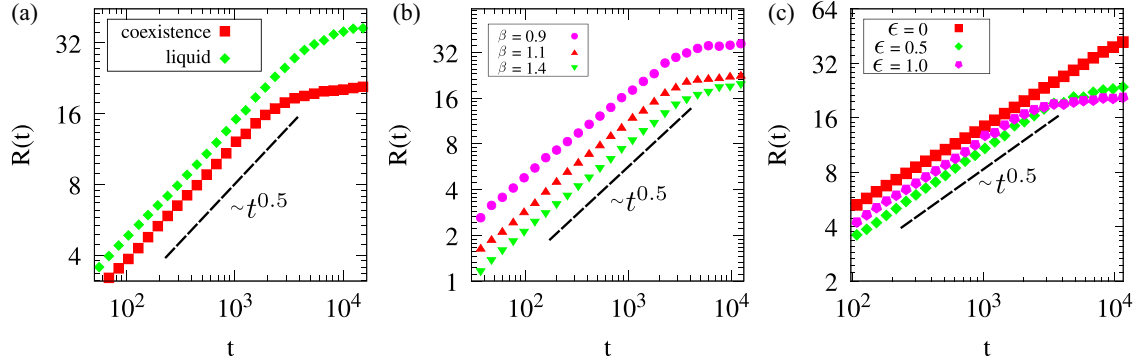 (a)
coexistence
liquid
32
16
8
4
R(t)
~t^0.5
10^2
10^3
10^4
t
(b)
β = 0.9
β = 1.1
β = 1.4
32
16
8
4
2
1
R(t)
~t^0.5
10^2
10^3
10^4
t
(c)
ϵ = 0
ϵ = 0.5
ϵ = 1.0
64
32
16
8
4
2
R(t)
~t^0.5
10^2
10^3
10^4
t